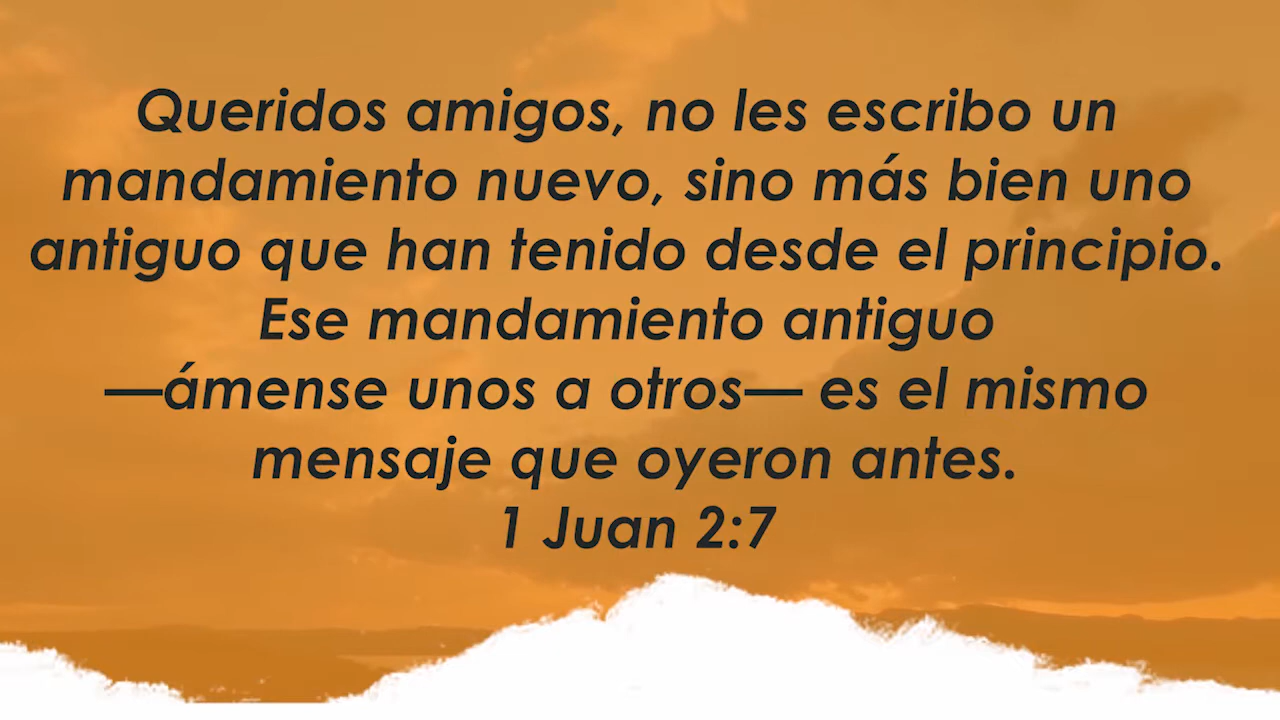 Queridos amigos, no les escribo un
mandamiento nuevo, sino más bien uno
antiguo que han tenido desde el principio.
Ese mandamiento antiguo
—ámense unos a otros— es el mismo
mensaje que oyeron antes.
1 Juan 2:7